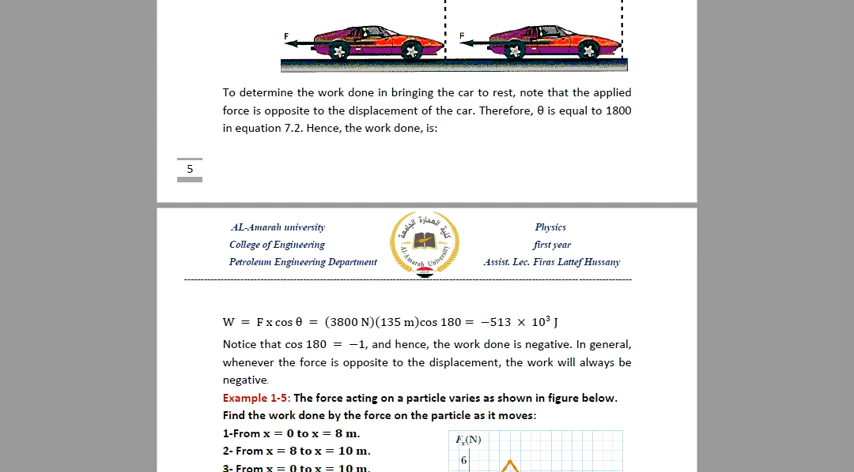 F
F
To determine the work done in bringing the car to rest, note that the applied
force is opposite to the displacement of the car. Therefore, θ is equal to 1800
in equation 7.2. Hence, the work done, is:
5
AL-Amarah university
College of Engineering
Petroleum Engineering Department
Physics
first year
Assist. Lec. Firas Lattef Hussany
W = F x cos θ = (3800 N)(135 m)cos 180 = −513 × 10³ J
Notice that cos 180 = −1, and hence, the work done is negative. In general,
whenever the force is opposite to the displacement, the work will always be
negative.
Example 1-5: The force acting on a particle varies as shown in figure below.
Find the work done by the force on the particle as it moves:
1-From x = 0 to x = 8 m.
2- From x = 8 to x = 10 m.
3- From x = 0 to x = 10 m.
Fₓ(N)
6